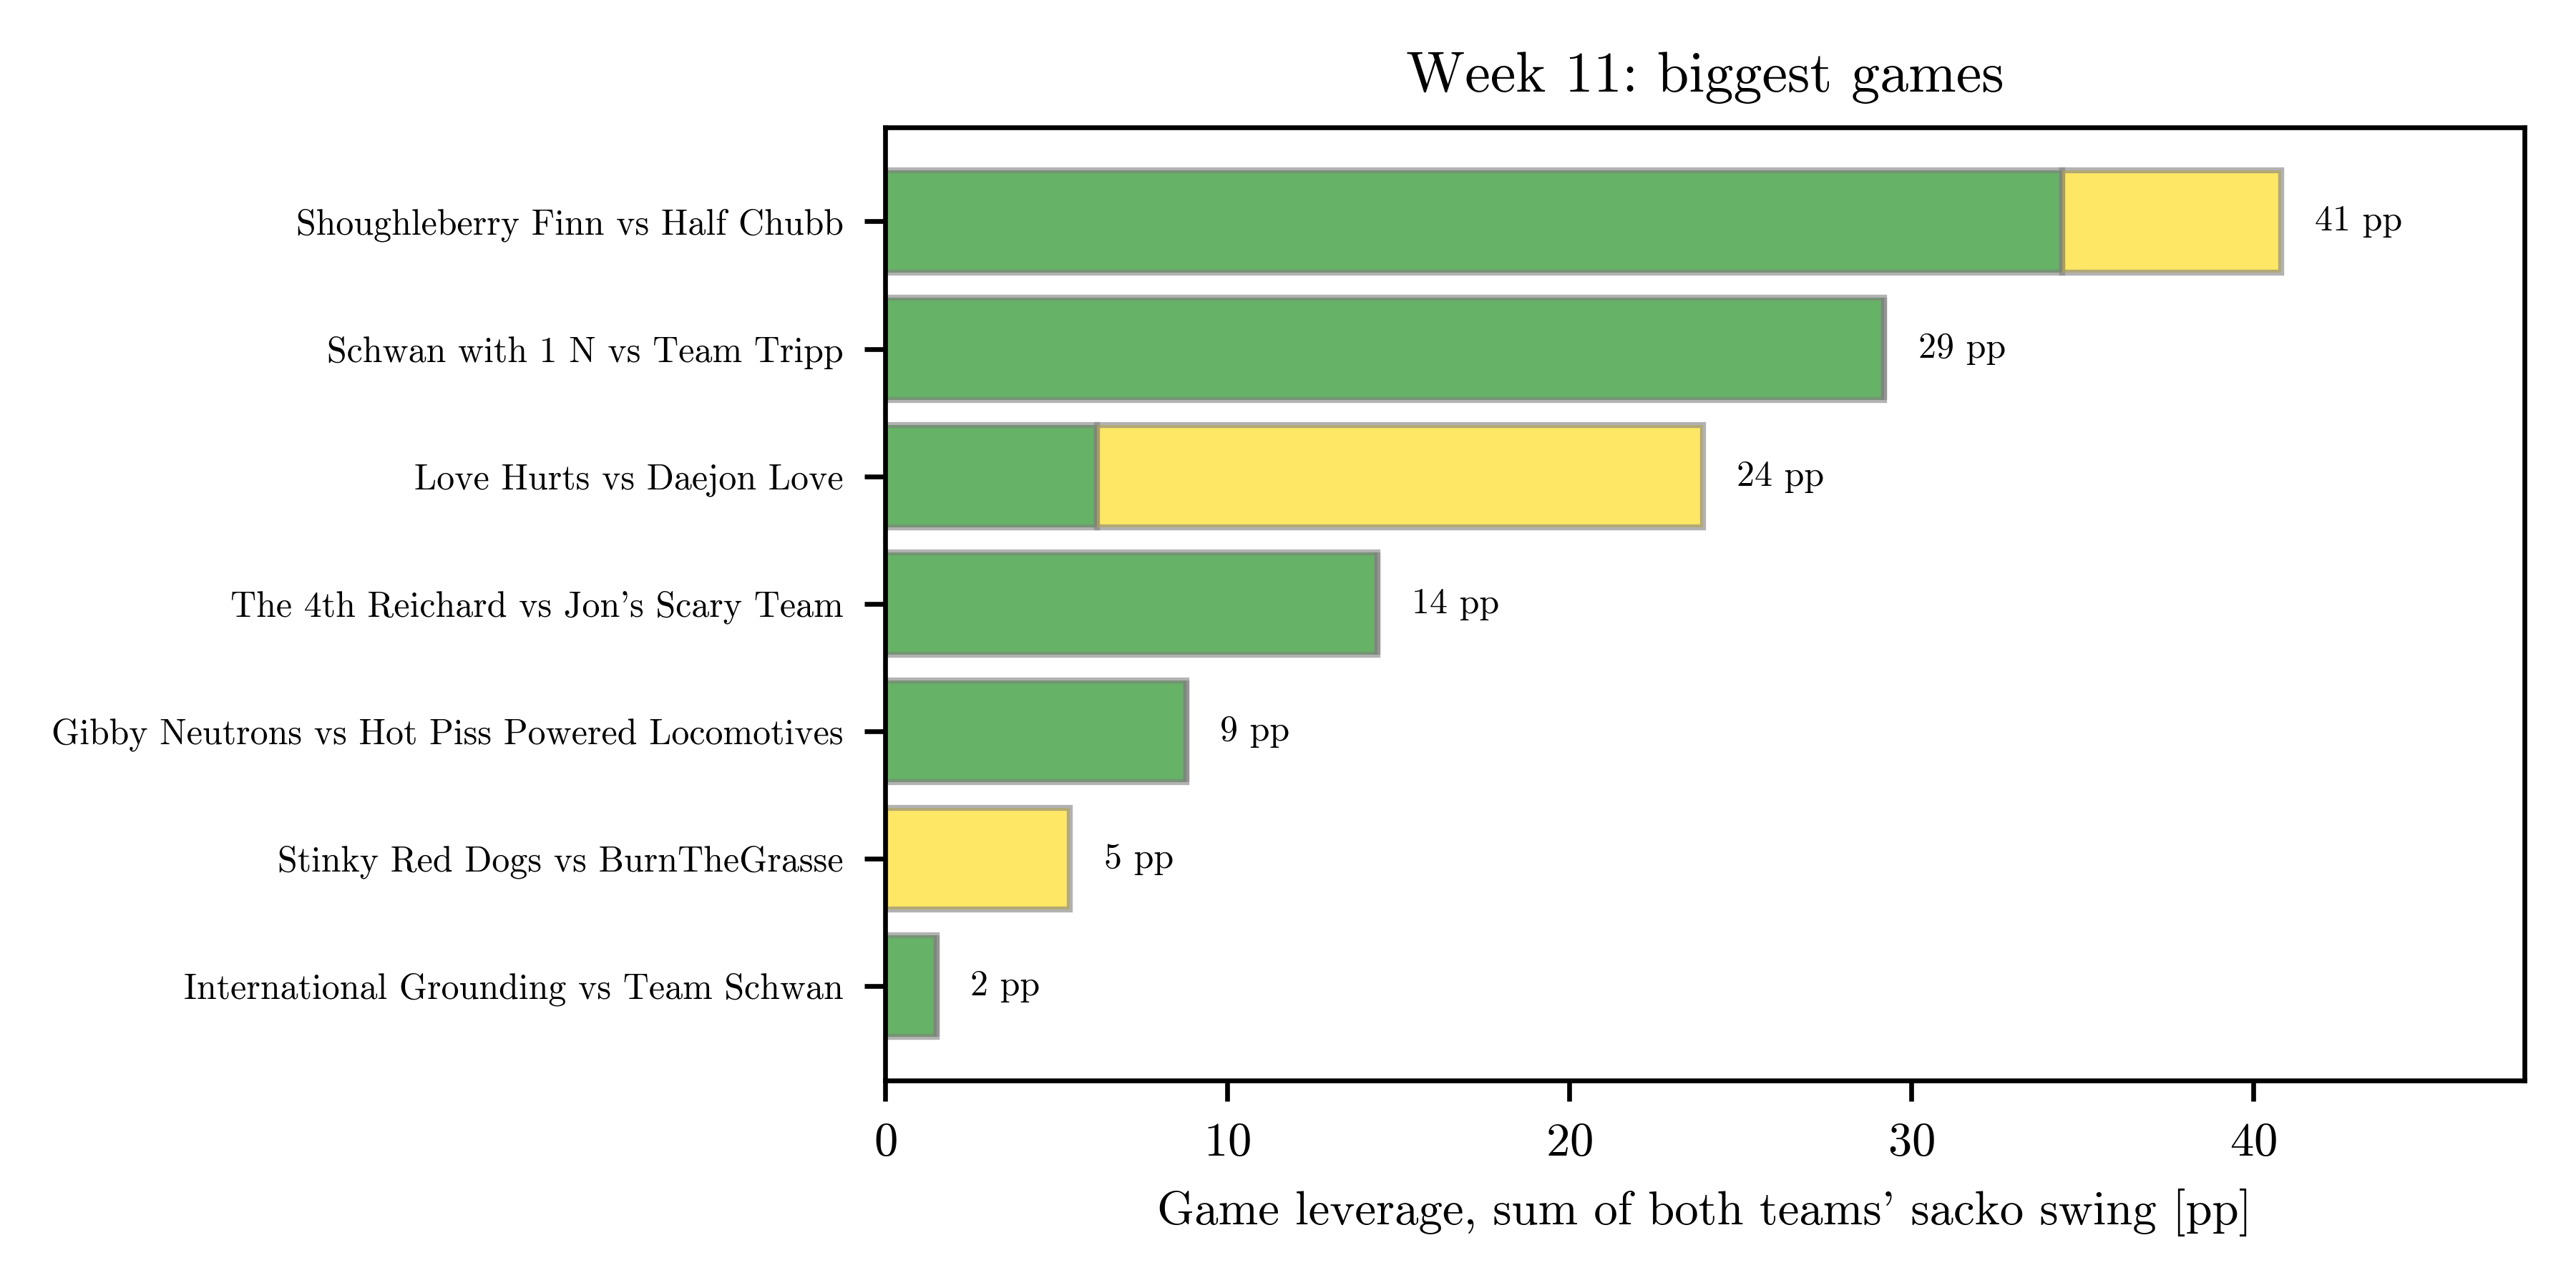 Week 11: biggest games
Shoughleberry Finn vs Half Chubb
41 pp
Schwan with 1 N vs Team Tripp
29 pp
Love Hurts vs Daejon Love
24 pp
The 4th Reichard vs Jon's Scary Team
14 pp
Gibby Neutrons vs Hot Piss Powered Locomotives
9 pp
Stinky Red Dogs vs BurnTheGrasse
5 pp
International Grounding vs Team Schwan
2 pp
0 10 20 30 40
Game leverage, sum of both teams' sacko swing [pp]